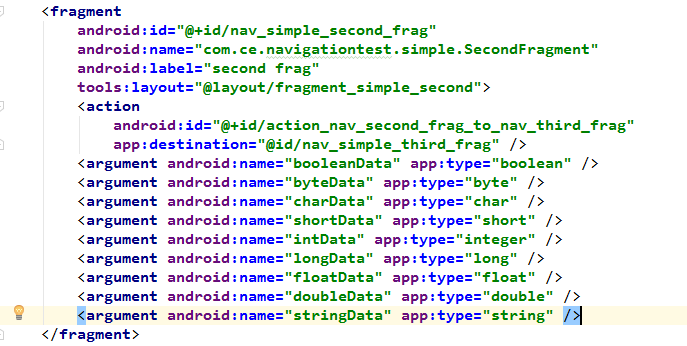 <fragment
android:id="@+id/nav_simple_second_frag"
android:name="com.ce.navigationtest.simple.SecondFragment"
android:label="second frag"
tools:layout="@layout/fragment_simple_second">
<action
android:id="@+id/action_nav_second_frag_to_nav_third_frag"
app:destination="@id/nav_simple_third_frag" />
<argument android:name="booleanData" app:type="boolean" />
<argument android:name="byteData" app:type="byte" />
<argument android:name="charData" app:type="char" />
<argument android:name="shortData" app:type="short" />
<argument android:name="intData" app:type="integer" />
<argument android:name="longData" app:type="long" />
<argument android:name="floatData" app:type="float" />
<argument android:name="doubleData" app:type="double" />
<argument android:name="stringData" app:type="string" />
</fragment>